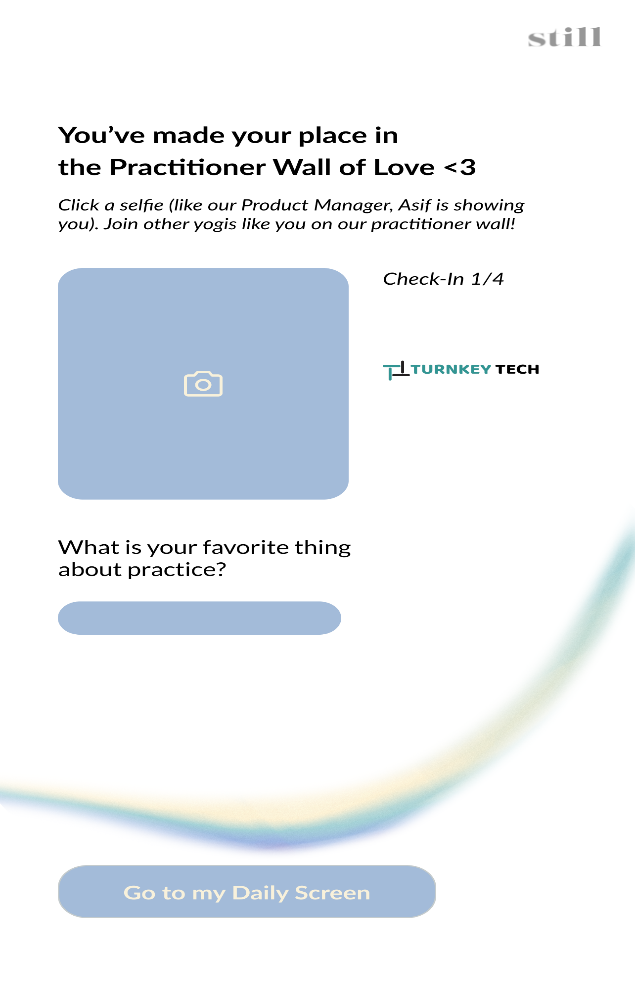 still
You’ve made your place in
the Practitioner Wall of Love <3
Click a selfie (like our Product Manager, Asif is showing
you). Join other yogis like you on our practitioner wall!
Check-In 1/4
TURNKEY TECH
What is your favorite thing
about practice?
Go to my Daily Screen